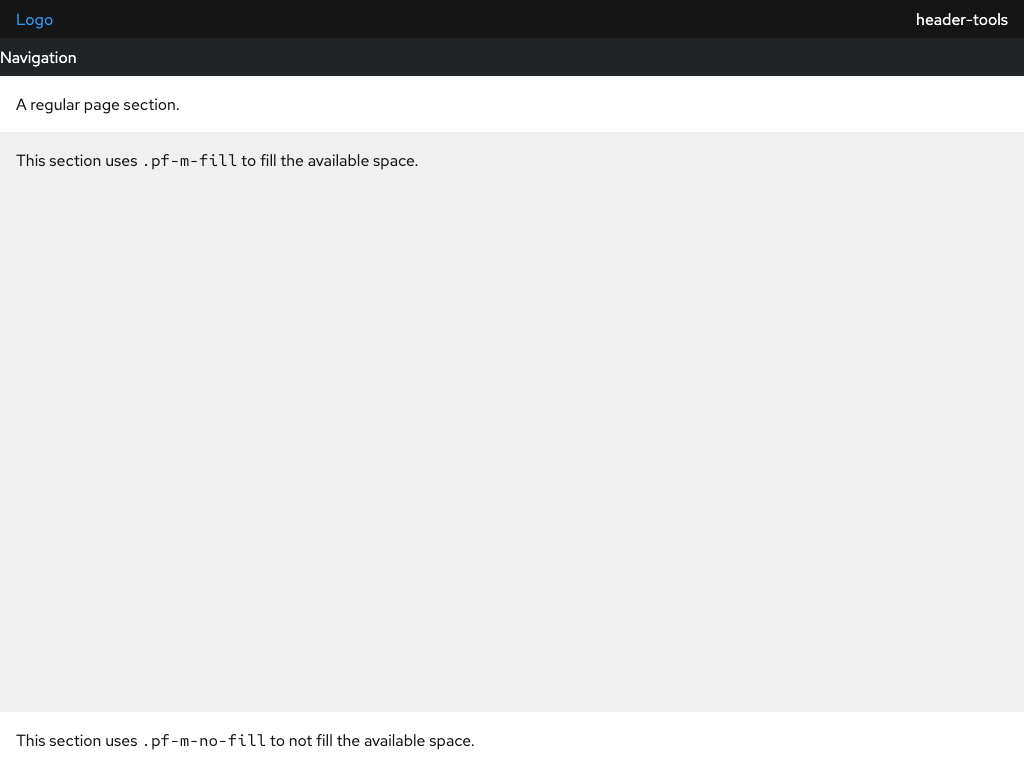 Logo
header-tools
Navigation
A regular page section.
This section uses .pf-m-fill to fill the available space.
This section uses .pf-m-no-fill to not fill the available space.